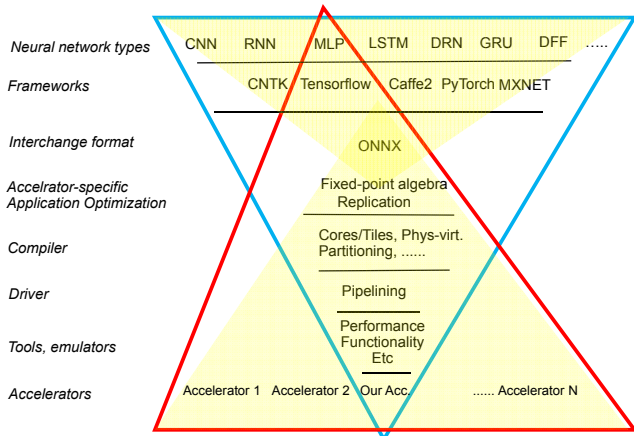 Neural network types CNN RNN MLP LSTM DRN GRU DFF .....
Frameworks CNTK Tensorflow Caffe2 PyTorch MXNET
Interchange format ONNX
Accelrator-specific Fixed-point algebra
Application Optimization Replication
Compiler Cores/Tiles, Phys-virt.
Partitioning, ......
Driver Pipelining
Performance
Tools, emulators Functionality
Etc
Accelerators Accelerator 1 Accelerator 2 Our Acc. ...... Accelerator N